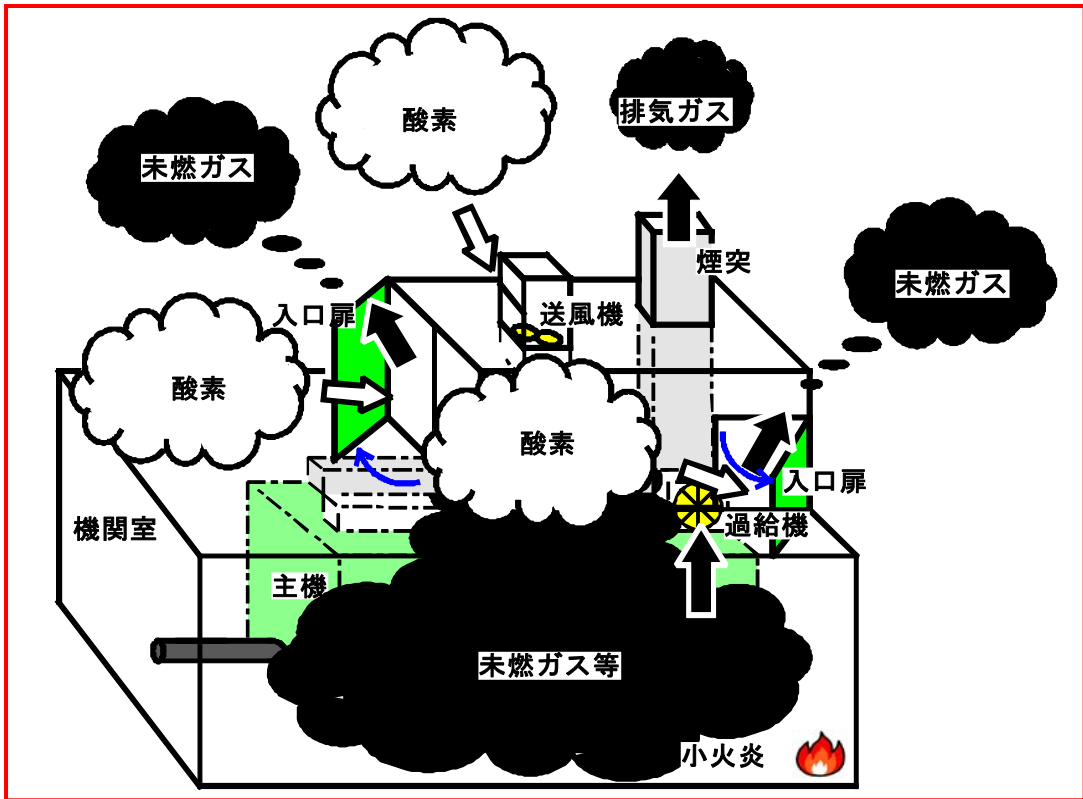 酸素
排気ガス
未燃ガス
煙突
未燃ガス
入口扉
送風機
酸素
酸素
入口扉
機関室
過給機
主機
未燃ガス等
小火炎